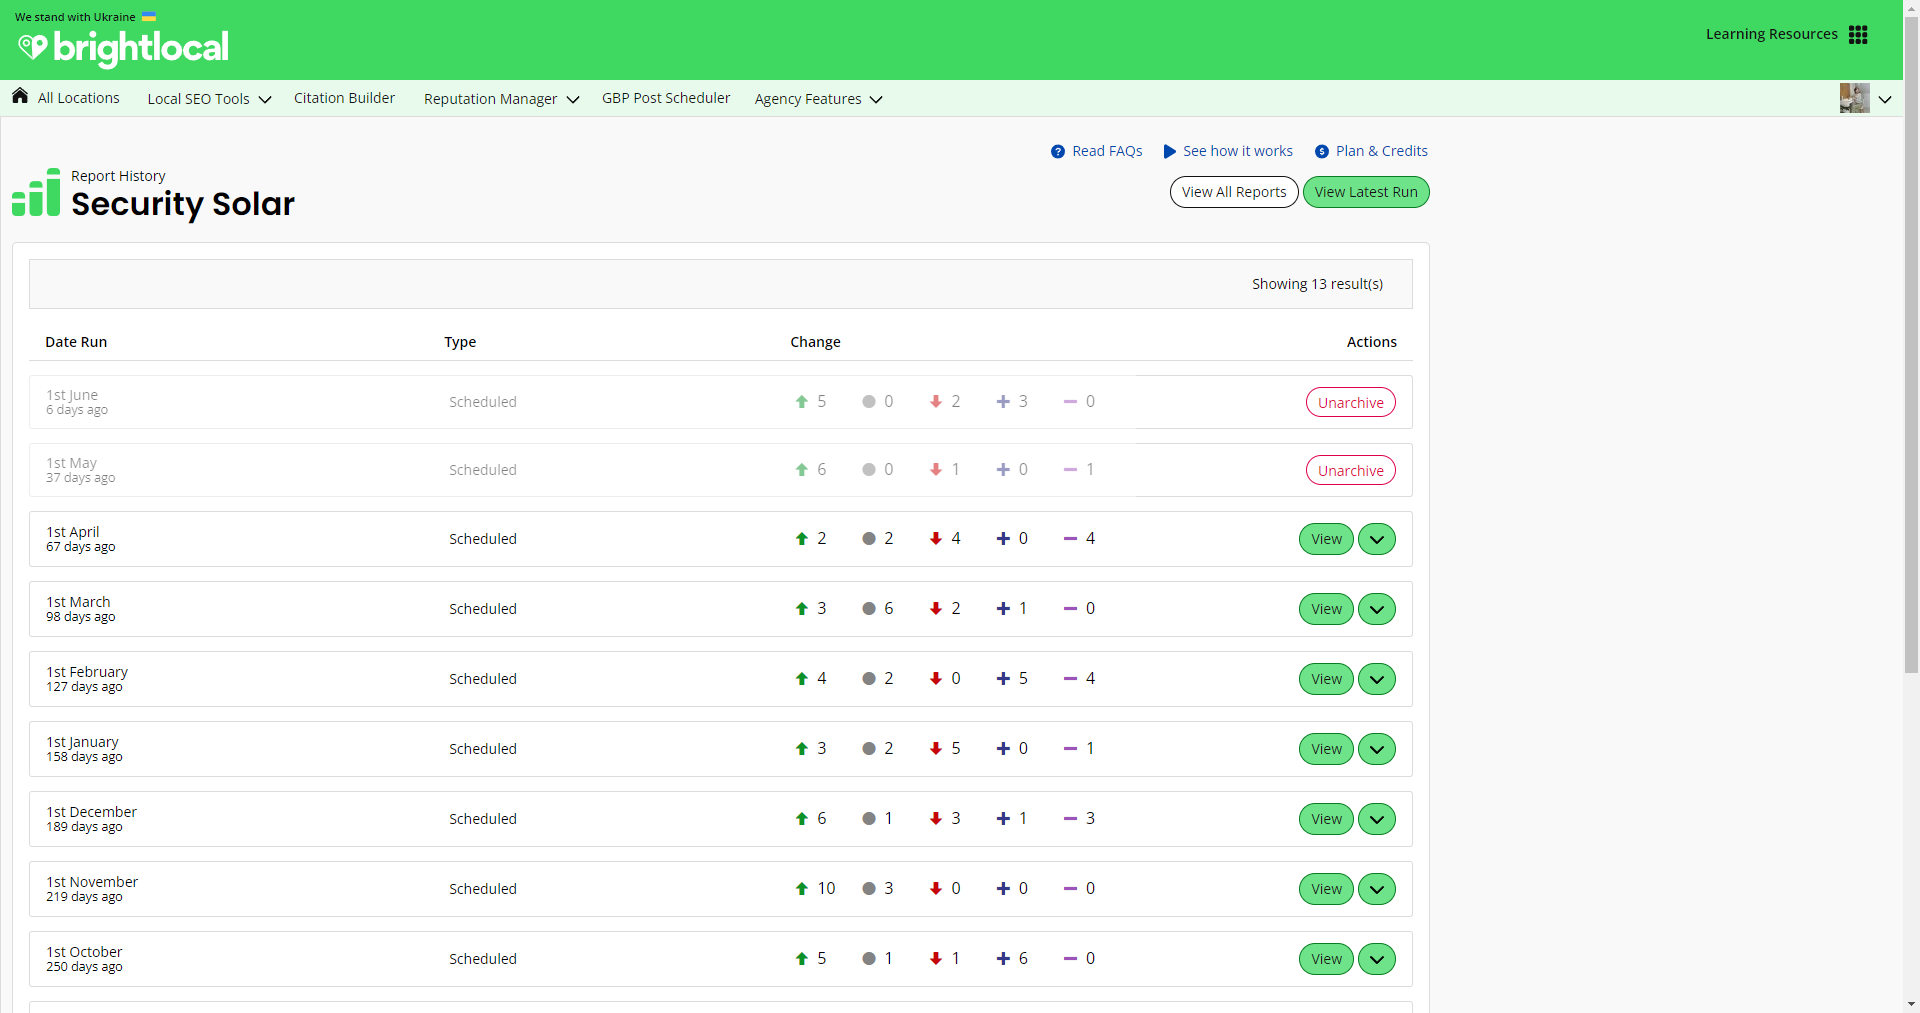 We stand with Ukraine
brightlocal
Learning Resources
All Locations Local SEO Tools Citation Builder Reputation Manager GBP Post Scheduler Agency Features
Read FAQs See how it works Plan & Credits
Report History
Security Solar
View All Reports View Latest Run
Showing 13 result(s)
Date Run Type Change Actions
1st June
6 days ago
Scheduled 5 0 2 3 0 Unarchive
1st May
37 days ago
Scheduled 6 0 1 0 1 Unarchive
1st April
67 days ago
Scheduled 2 2 4 0 4 View
1st March
98 days ago
Scheduled 3 6 2 1 0 View
1st February
127 days ago
Scheduled 4 2 0 5 4 View
1st January
158 days ago
Scheduled 3 2 5 0 1 View
1st December
189 days ago
Scheduled 6 1 3 1 3 View
1st November
219 days ago
Scheduled 10 3 0 0 0 View
1st October
250 days ago
Scheduled 5 1 1 6 0 View